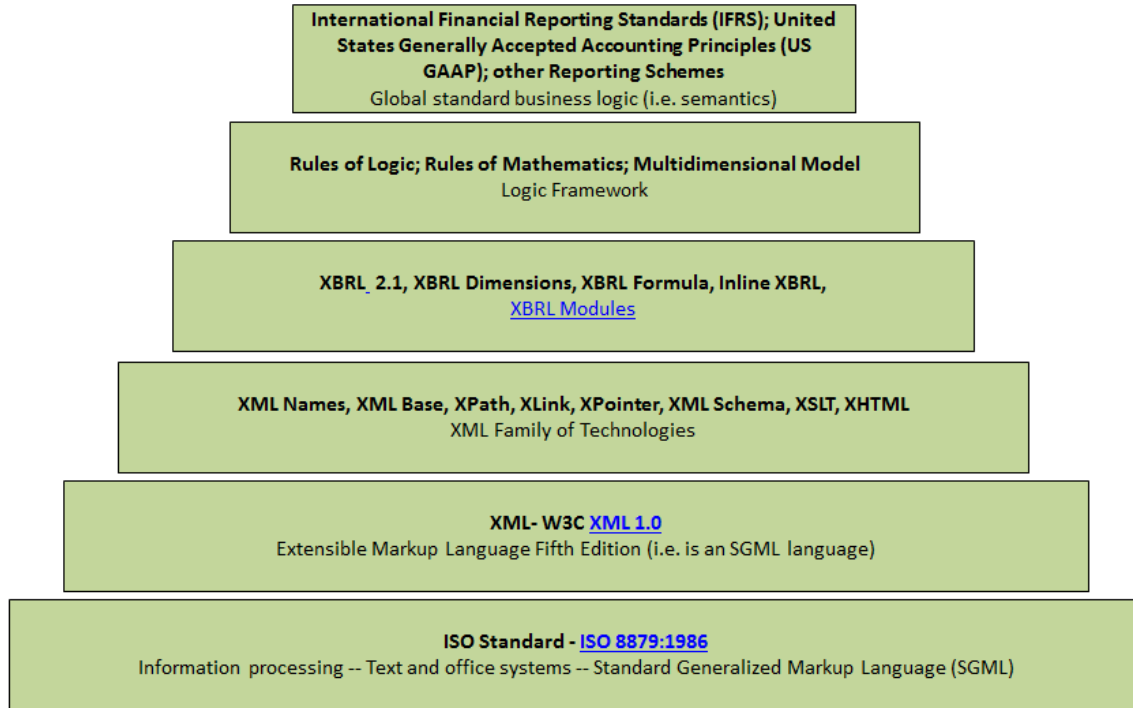 International Financial Reporting Standards (IFRS); United
States Generally Accepted Accounting Principles (US
GAAP); other Reporting Schemes
Global standard business logic (i.e. semantics)
Rules of Logic; Rules of Mathematics; Multidimensional Model
Logic Framework
XBRL 2.1, XBRL Dimensions, XBRL Formula, Inline XBRL,
XBRL Modules
XML Names, XML Base, XPath, XLink, XPointer, XML Schema, XSLT, XHTML
XML Family of Technologies
XML- W3C XML 1.0
Extensible Markup Language Fifth Edition (i.e. is an SGML language)
ISO Standard - ISO 8879:1986
Information processing -- Text and office systems -- Standard Generalized Markup Language (SGML)